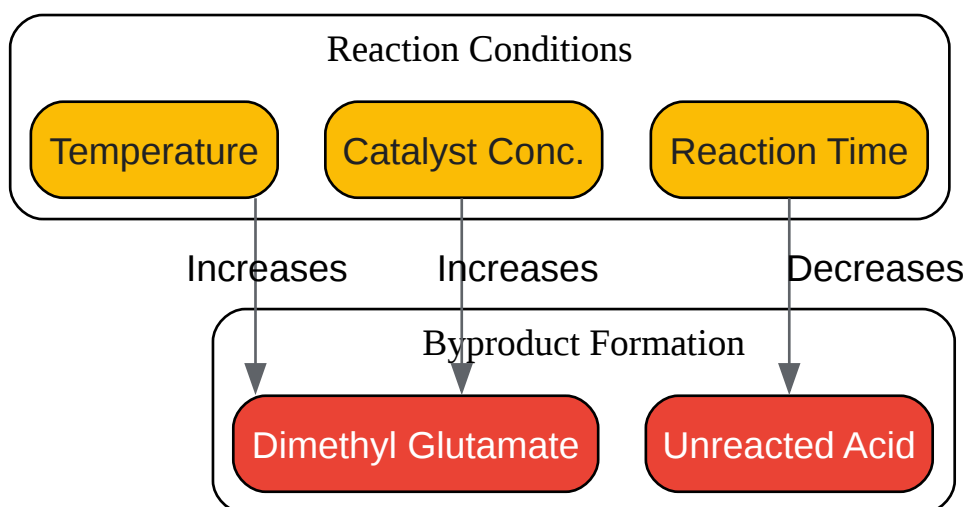 Reaction Conditions
Temperature
Catalyst Conc.
Reaction Time
Increases
Increases
Decreases
Byproduct Formation
Dimethyl Glutamate
Unreacted Acid